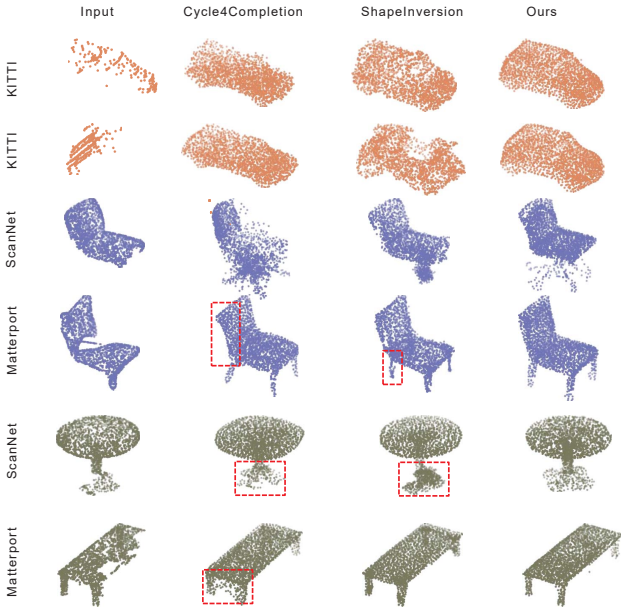 Input Cycle4Completion ShapeInversion Ours
KITTI
KITTI
ScanNet
Matterport
ScanNet
Matterport